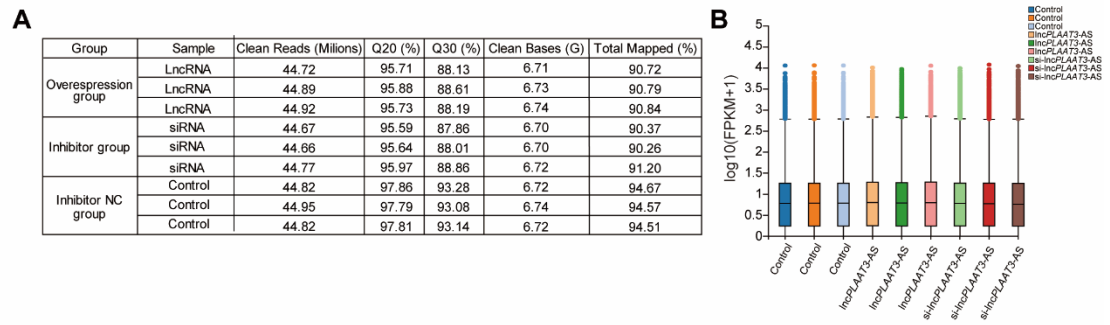 A
Group Sample Clean Reads (Milions) Q20 (%) Q30 (%) Clean Bases (G) Total Mapped (%)
Overespression group
LncRNA 44.72 95.71 88.13 6.71 90.72
LncRNA 44.89 95.88 88.61 6.73 90.79
LncRNA 44.92 95.73 88.19 6.74 90.84
Inhibitor group
siRNA 44.67 95.59 87.86 6.70 90.37
siRNA 44.66 95.64 88.01 6.70 90.26
siRNA 44.77 95.97 88.86 6.72 91.20
Inhibitor NC group
Control 44.82 97.86 93.28 6.72 94.67
Control 44.95 97.79 93.08 6.74 94.57
Control 44.82 97.81 93.14 6.72 94.51
B
Control
Control
Control
lncPLAAT3-AS
lncPLAAT3-AS
lncPLAAT3-AS
si-lncPLAAT3-AS
si-lncPLAAT3-AS
si-lncPLAAT3-AS
log10(FPKM+1)
5
4.5
4
3.5
3
2.5
2
1.5
1
0.5
0
Control
Control
Control
lncPLAAT3-AS
lncPLAAT3-AS
lncPLAAT3-AS
si-lncPLAAT3-AS
si-lncPLAAT3-AS
si-lncPLAAT3-AS